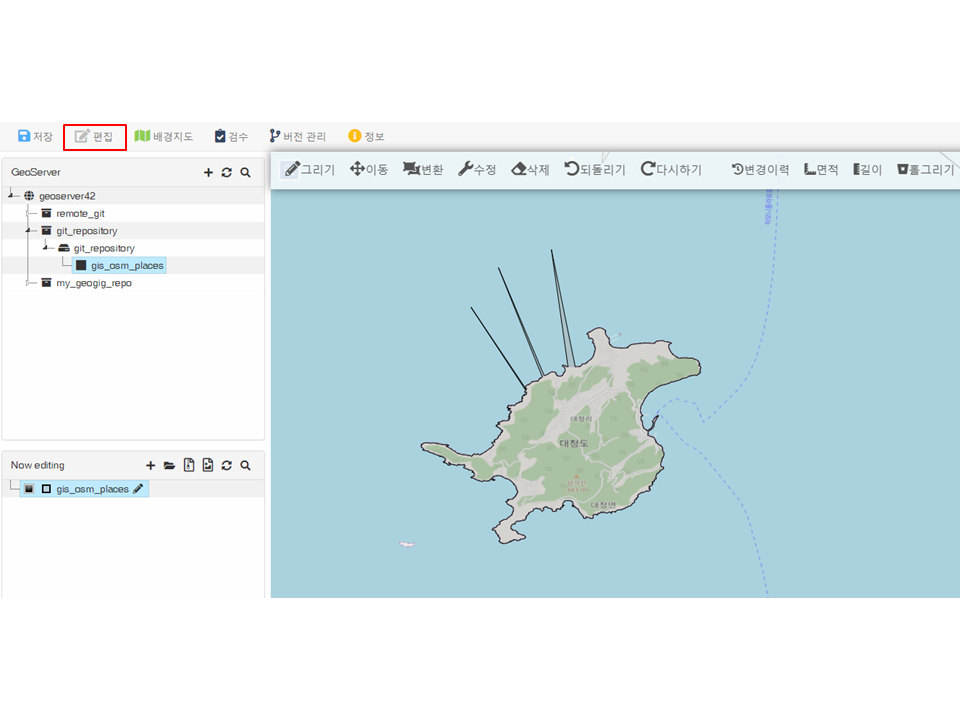 저장 편집 배경지도 검수 버전 관리 정보
그리기 이동 변환 수정 삭제 되돌리기 다시하기 변경이력 면적 길이 홀그리기
GeoServer
geoserver42
remote_git
git_repository
git_repository
gis_osm_places
my_geogig_repo
대청리
대청도
대청면
Now editing
gis_osm_places